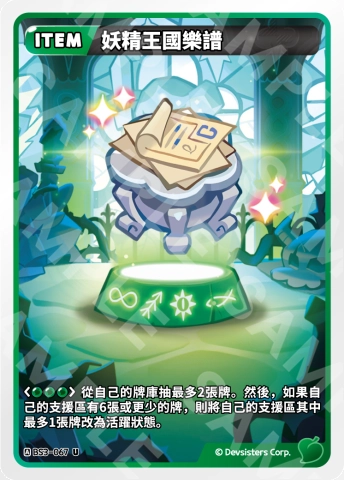 ITEM 妖精王國樂譜
《●●●》從自己的牌庫抽最多2張牌。然後，如果自己
的支援區有6張或更少的牌，則將自己的支援區其中
最多1張牌改為活躍狀態。
A BS3-067 U
© Devsisters Corp.
SAMPLE